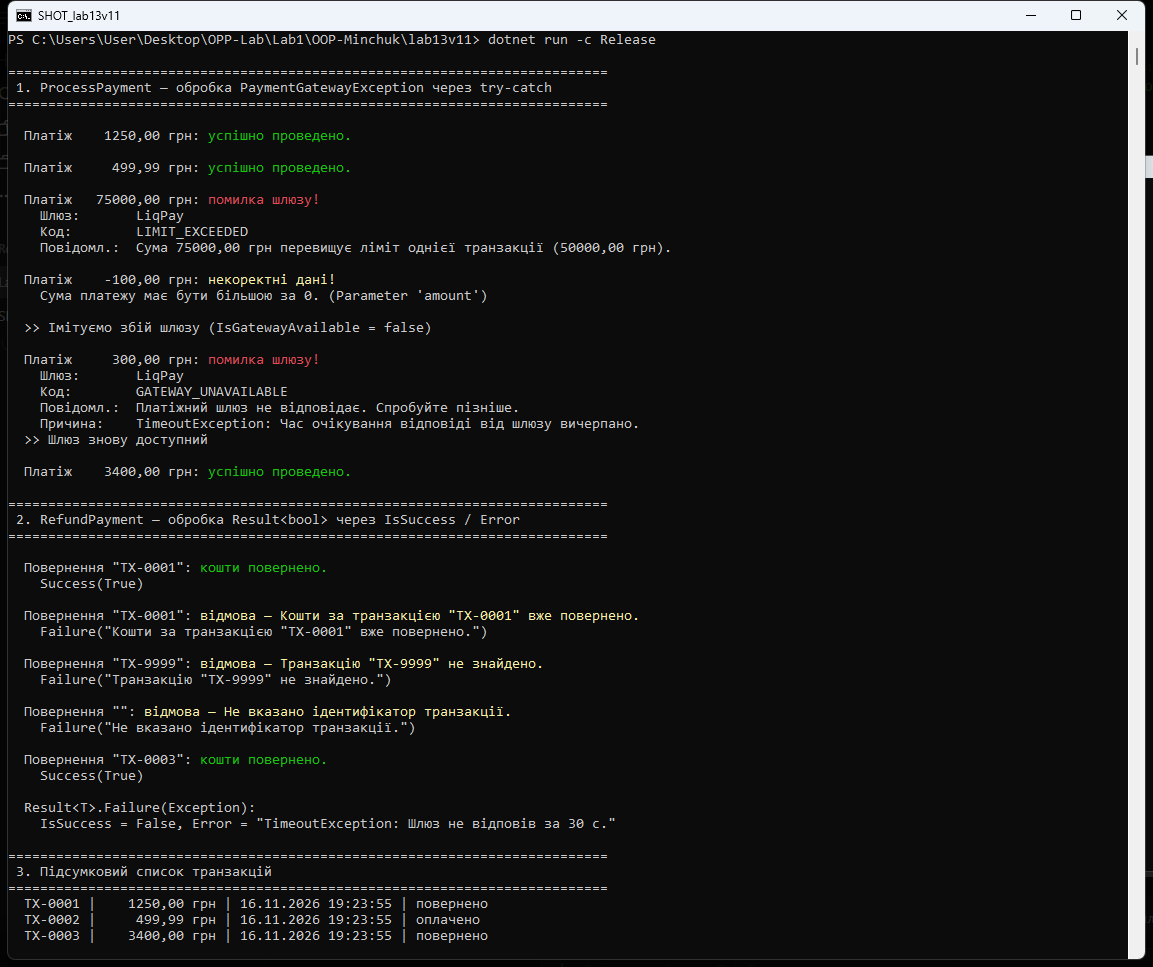 SHOT_lab13v11
PS C:\Users\User\Desktop\OPP-Lab\Lab1\OOP-Minchuk\lab13v11> dotnet run -c Release
===========================================================================
1. ProcessPayment — обробка PaymentGatewayException через try-catch
===========================================================================
Платіж    1250,00 грн: успішно проведено.
Платіж     499,99 грн: успішно проведено.
Платіж   75000,00 грн: помилка шлюзу!
Шлюз:       LiqPay
Код:        LIMIT_EXCEEDED
Повідомл.:  Сума 75000,00 грн перевищує ліміт однієї транзакції (50000,00 грн).
Платіж    -100,00 грн: некоректні дані!
Сума платежу має бути більшою за 0. (Parameter 'amount')
>> Імітуємо збій шлюзу (IsGatewayAvailable = false)
Платіж     300,00 грн: помилка шлюзу!
Шлюз:       LiqPay
Код:        GATEWAY_UNAVAILABLE
Повідомл.:  Платіжний шлюз не відповідає. Спробуйте пізніше.
Причина:    TimeoutException: Час очікування відповіді від шлюзу вичерпано.
>> Шлюз знову доступний
Платіж    3400,00 грн: успішно проведено.
===========================================================================
2. RefundPayment — обробка Result<bool> через IsSuccess / Error
===========================================================================
Повернення "TX-0001": кошти повернено.
Success(True)
Повернення "TX-0001": відмова — Кошти за транзакцією "TX-0001" вже повернено.
Failure("Кошти за транзакцією "TX-0001" вже повернено.")
Повернення "TX-9999": відмова — Транзакцію "TX-9999" не знайдено.
Failure("Транзакцію "TX-9999" не знайдено.")
Повернення "": відмова — Не вказано ідентифікатор транзакції.
Failure("Не вказано ідентифікатор транзакції.")
Повернення "TX-0003": кошти повернено.
Success(True)
Result<T>.Failure(Exception):
IsSuccess = False, Error = "TimeoutException: Шлюз не відповів за 30 с."
===========================================================================
3. Підсумковий список транзакцій
===========================================================================
TX-0001 |    1250,00 грн | 16.11.2026 19:23:55 | повернено
TX-0002 |     499,99 грн | 16.11.2026 19:23:55 | оплачено
TX-0003 |    3400,00 грн | 16.11.2026 19:23:55 | повернено